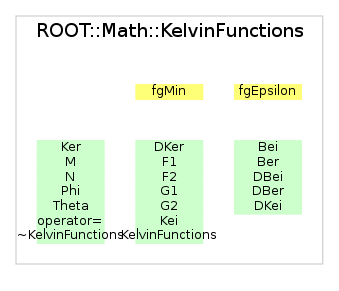 ROOT::Math::KelvinFunctions
fgMin
fgEpsilon
Ker
M
N
Phi
Theta
operator=
~KelvinFunctions
DKer
F1
F2
G1
G2
Kei
KelvinFunctions
Bei
Ber
DBei
DBer
DKei